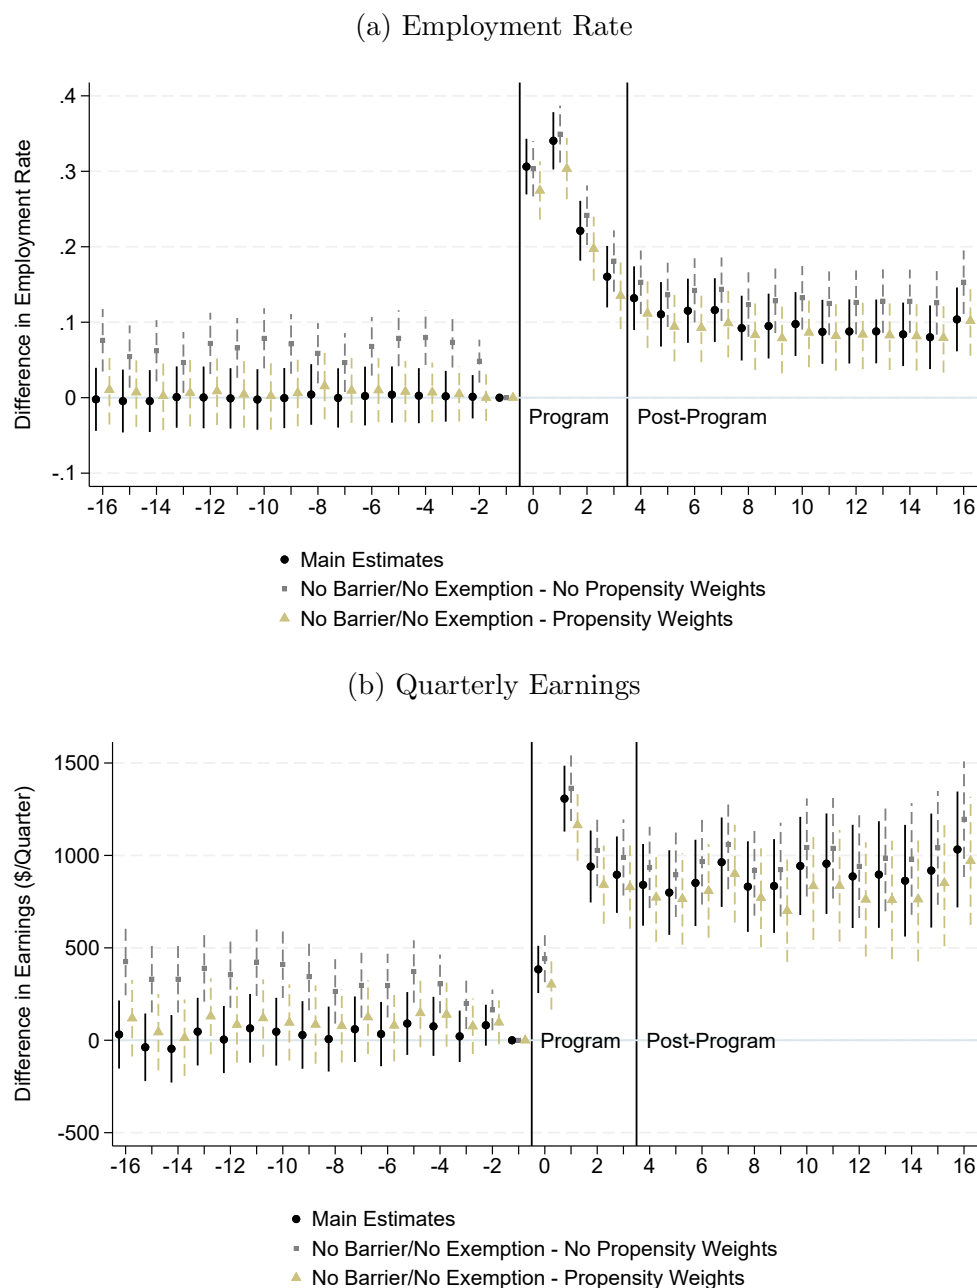 (a) Employment Rate
Difference in Employment Rate
.4
.3
.2
.1
0
-.1
Program
Post-Program
-16 -14 -12 -10 -8 -6 -4 -2 0 2 4 6 8 10 12 14 16
Main Estimates
No Barrier/No Exemption - No Propensity Weights
No Barrier/No Exemption - Propensity Weights
(b) Quarterly Earnings
Difference in Earnings ($/Quarter)
1500
1000
500
0
-500
Program
Post-Program
-16 -14 -12 -10 -8 -6 -4 -2 0 2 4 6 8 10 12 14 16
Main Estimates
No Barrier/No Exemption - No Propensity Weights
No Barrier/No Exemption - Propensity Weights